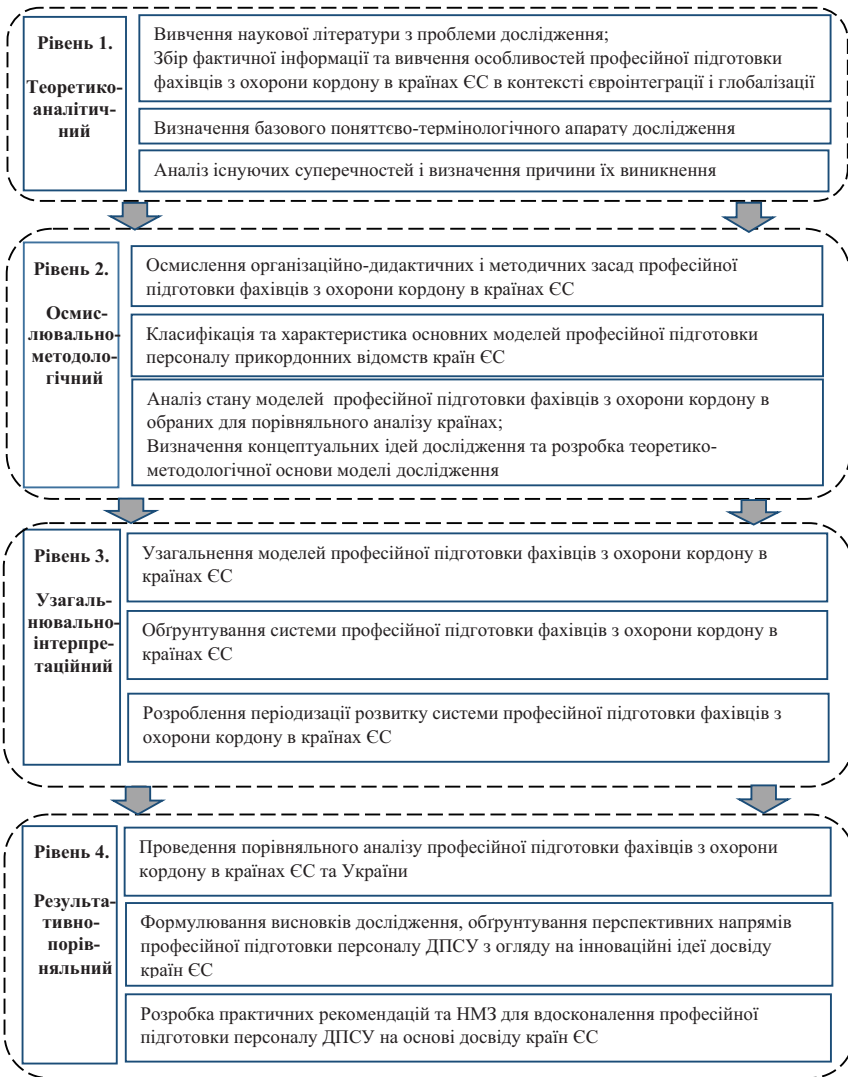 Рівень 1.
Теоретико-
аналітич-
ний
Вивчення наукової літератури з проблеми дослідження;
Збір фактичної інформації та вивчення особливостей професійної підготовки
фахівців з охорони кордону в країнах ЄС в контексті євроінтеграції і глобалізації
Визначення базового поняттєво-термінологічного апарату дослідження
Аналіз існуючих суперечностей і визначення причини їх виникнення
Рівень 2.
Осмис-
лювально-
методоло-
гічний
Осмислення організаційно-дидактичних і методичних засад професійної
підготовки фахівців з охорони кордону в країнах ЄС
Класифікація та характеристика основних моделей професійної підготовки
персоналу прикордонних відомств країн ЄС
Аналіз стану моделей професійної підготовки фахівців з охорони кордону в
обраних для порівняльного аналізу країнах;
Визначення концептуальних ідей дослідження та розробка теоретико-
методологічної основи моделі дослідження
Рівень 3.
Узагаль-
нювально-
інтерпре-
таційний
Узагальнення моделей професійної підготовки фахівців з охорони кордону в
країнах ЄС
Обґрунтування системи професійної підготовки фахівців з охорони кордону в
країнах ЄС
Розроблення періодизації розвитку системи професійної підготовки фахівців з
охорони кордону в країнах ЄС
Рівень 4.
Результа-
тивно-
порів-
няльний
Проведення порівняльного аналізу професійної підготовки фахівців з охорони
кордону в країнах ЄС та України
Формулювання висновків дослідження, обґрунтування перспективних напрямів
професійної підготовки персоналу ДПСУ з огляду на інноваційні ідеї досвіду
країн ЄС
Розробка практичних рекомендацій та НМЗ для вдосконалення професійної
підготовки персоналу ДПСУ на основі досвіду країн ЄС